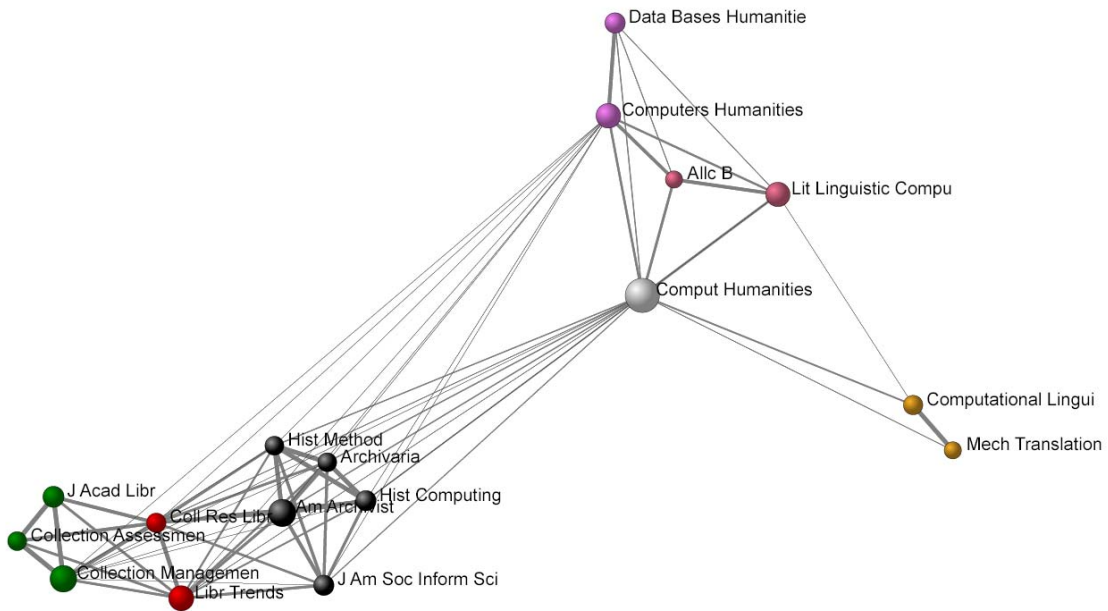 Data Bases Humanitie
Computers Humanities
Allc B
Lit Linguistic Compu
Comput Humanities
Computational Lingui
Mech Translation
Hist Method
Archivaria
J Acad Libr
Hist Computing
Am Archivist
Coll Res Libr
Collection Assessmen
Collection Managemen
J Am Soc Inform Sci
Libr Trends